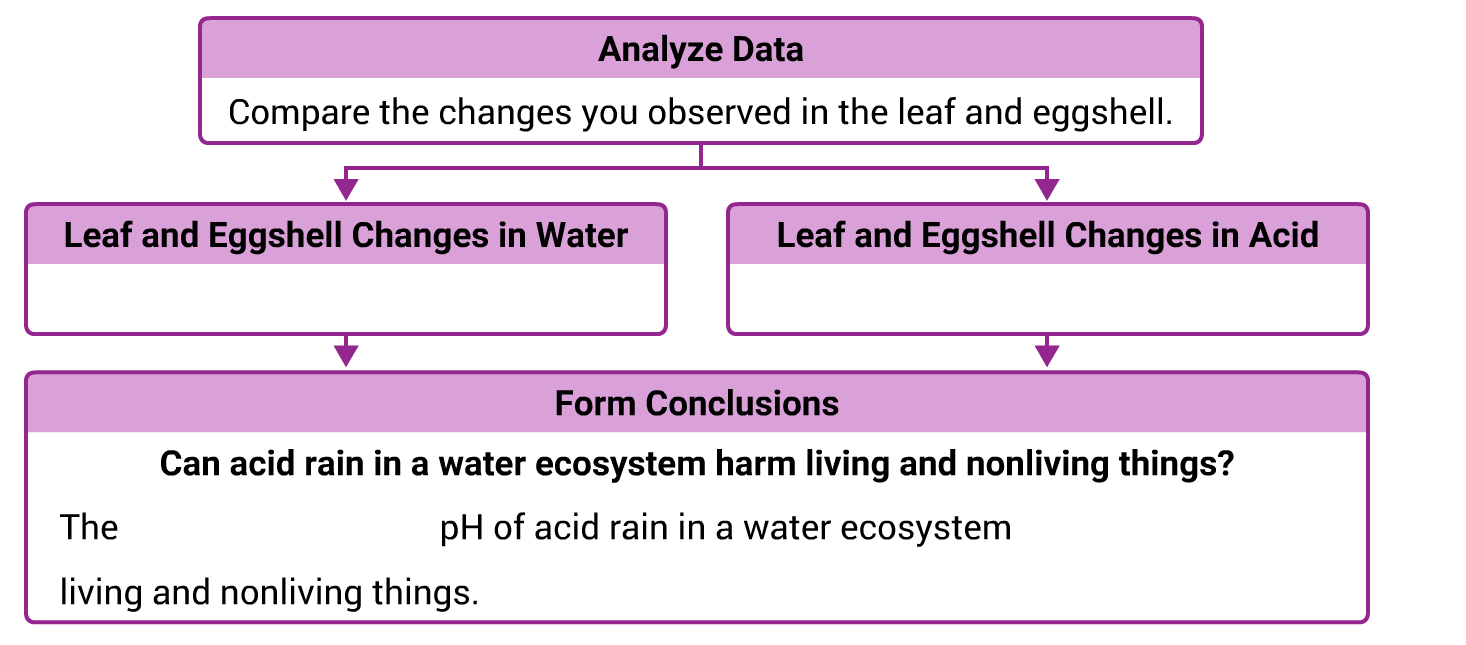 Analyze Data
Compare the changes you observed in the leaf and eggshell.
Leaf and Eggshell Changes in Water
Leaf and Eggshell Changes in Acid
Form Conclusions
Can acid rain in a water ecosystem harm living and nonliving things?
The pH of acid rain in a water ecosystem
living and nonliving things.